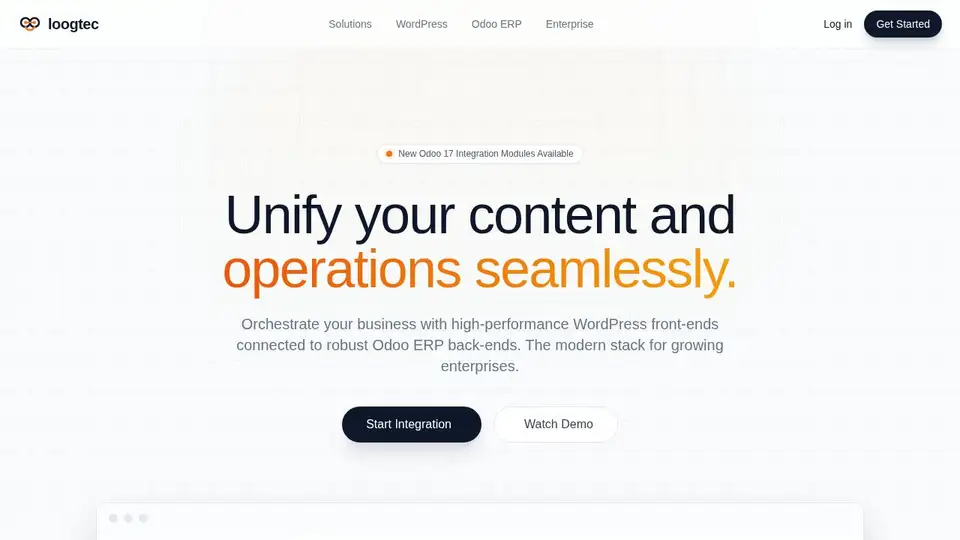 loogtec
Solutions
WordPress
Odoo ERP
Enterprise
Log in
Get Started
New Odoo 17 Integration Modules Available
Unify your content and
operations seamlessly.
Orchestrate your business with high-performance WordPress front-ends
connected to robust Odoo ERP back-ends. The modern stack for growing
enterprises.
Start Integration
Watch Demo